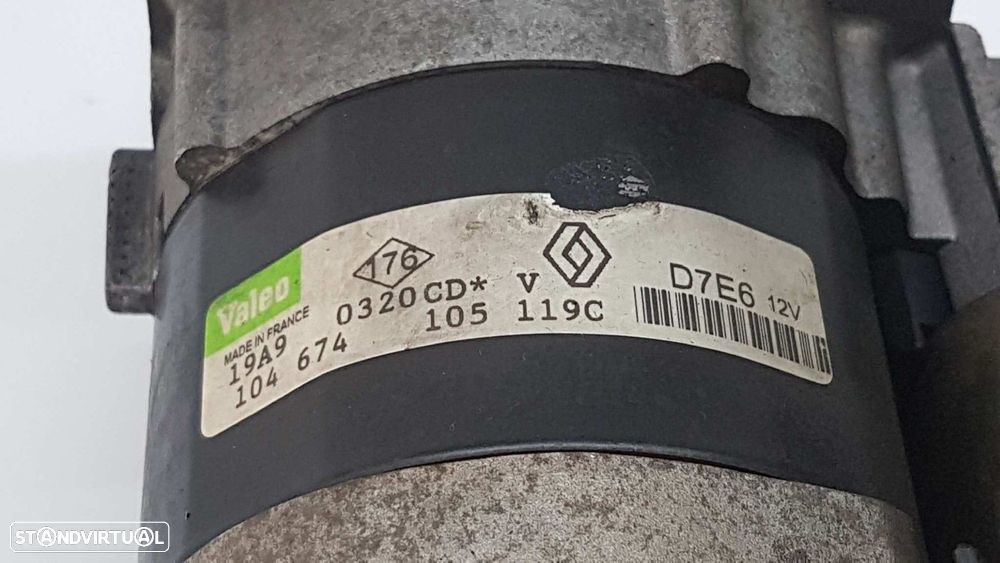 Valeo
MADE IN FRANCE
176
D7E6 12V
0320CD* V
19A9
104 674 105 119C
STANDVIRTUAL